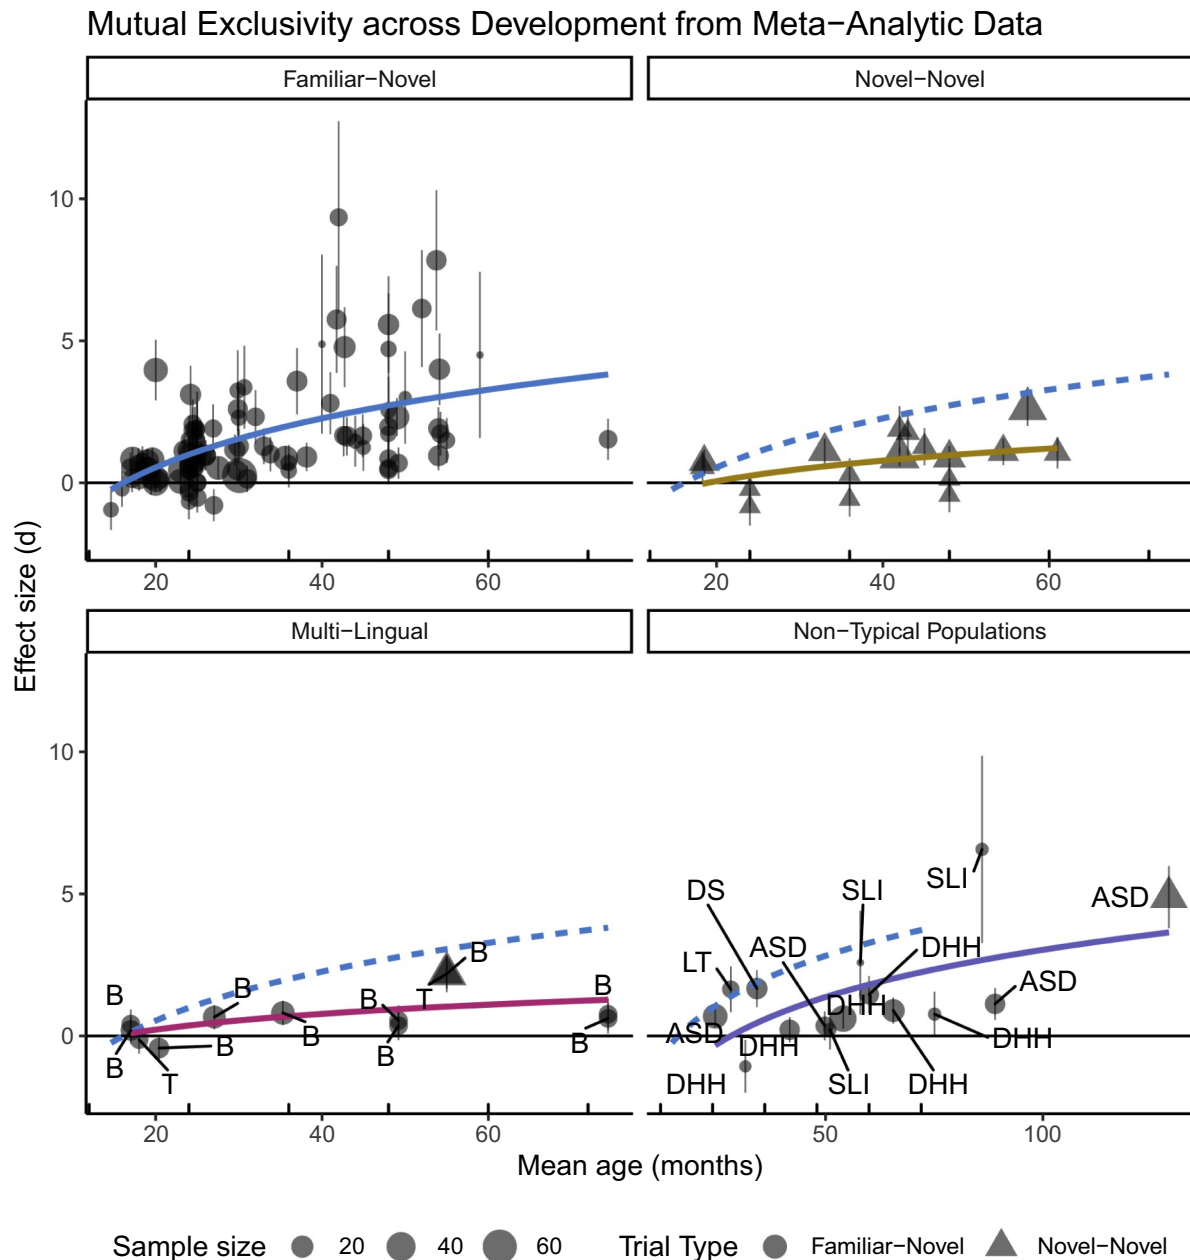 Mutual Exclusivity across Development from Meta−Analytic Data
Familiar−Novel
Novel−Novel
10
5
0
20 40 60
20 40 60
Effect size (d)
Multi−Lingual
Non−Typical Populations
10
5
0
B
B
T
B
B
B
B
B
T
B
B
B
DS
SLI
SLI
ASD
LT
ASD
DHH
ASD
ASD
DHH
DHH
DHH
DHH
SLI
DHH
20 40 60
50 100
Mean age (months)
Sample size 20 40 60 Trial Type Familiar−Novel Novel−Novel